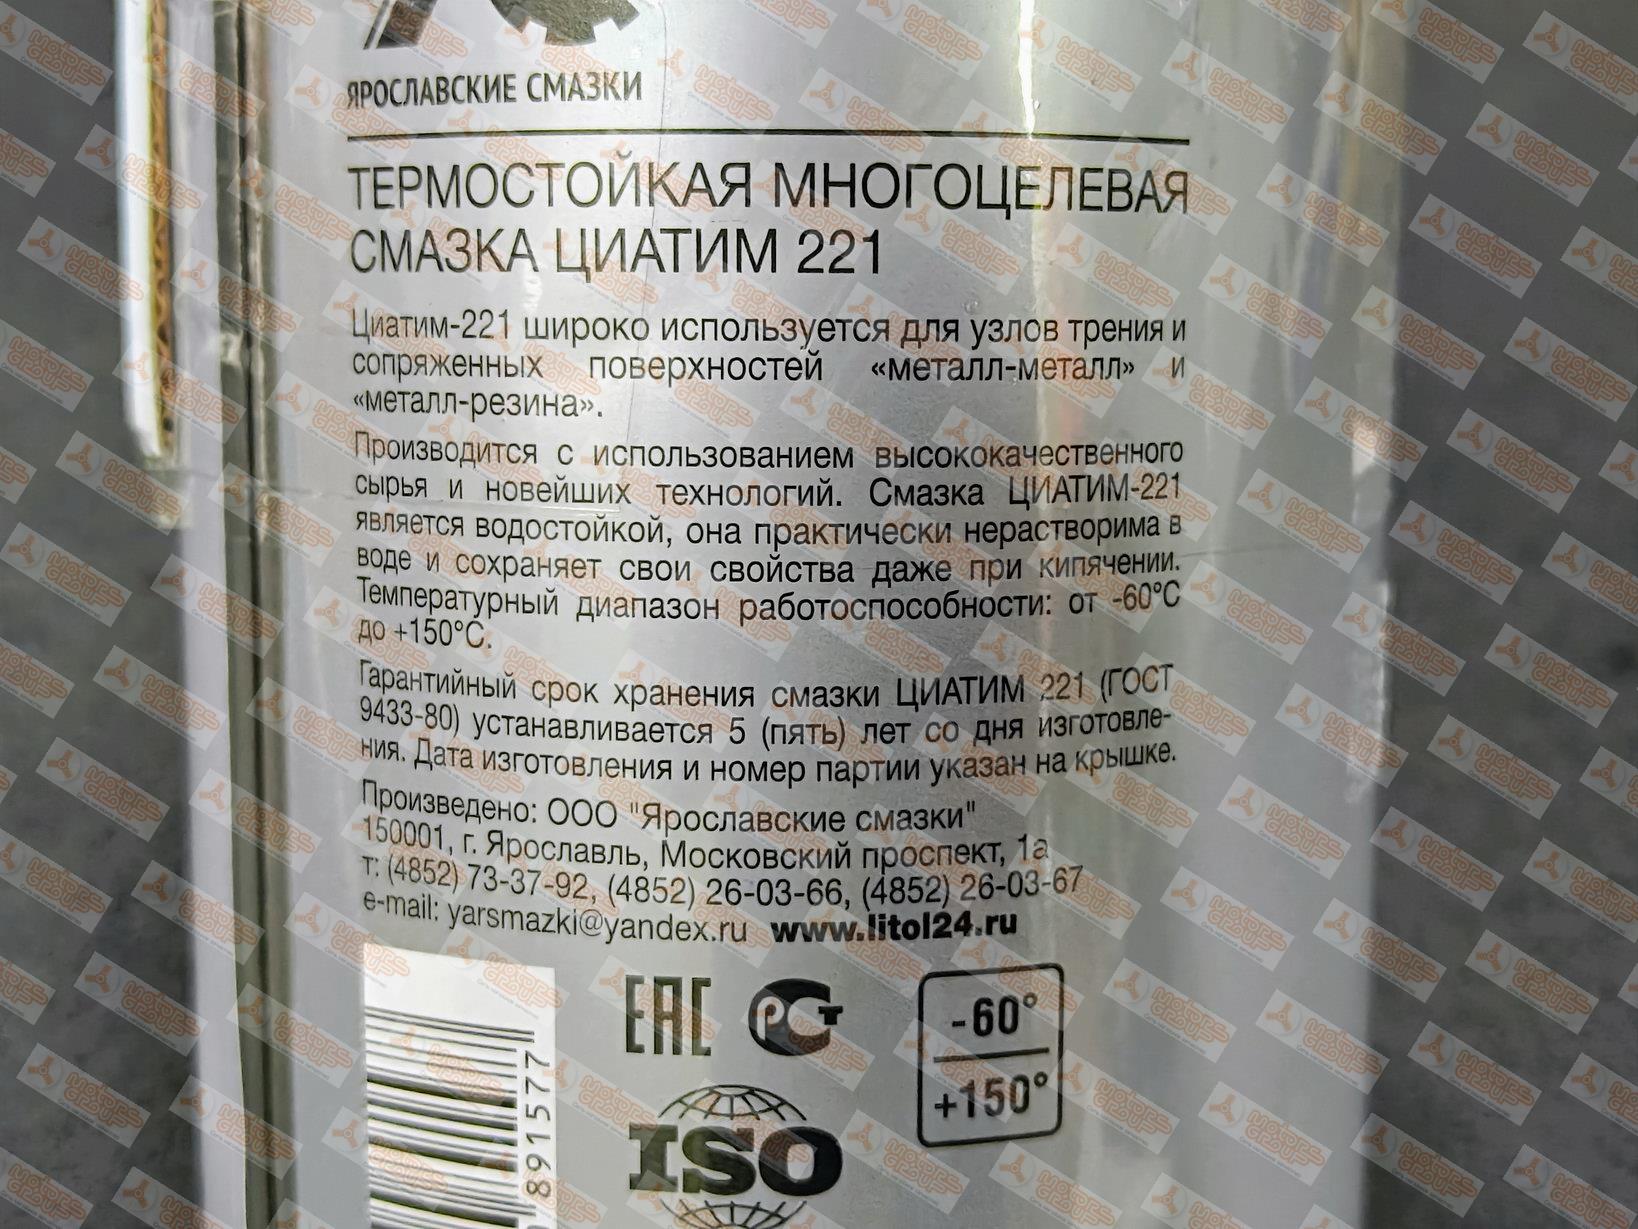 ЯРОСЛАВСКИЕ СМАЗКИ
ТЕРМОСТОЙКАЯ МНОГОЦЕЛЕВАЯ
СМАЗКА ЦИАТИМ 221
Циатим-221 широко используется для узлов трения и
сопряженных поверхностей «металл-металл» и
«металл-резина».
Производится с использованием высококачественного
сырья и новейших технологий. Смазка ЦИАТИМ-221
является водостойкой, она практически нерастворима в
воде и сохраняет свои свойства даже при кипячении.
Температурный диапазон работоспособности: от -60°C
до +150°C.
Гарантийный срок хранения смазки ЦИАТИМ 221 (ГОСТ
9433-80) устанавливается 5 (пять) лет со дня изготовле-
ния. Дата изготовления и номер партии указан на крышке.
Произведено: ООО "Ярославские смазки"
150001, г. Ярославль, Московский проспект, 1а
т: (4852) 73-37-92, (4852) 26-03-66, (4852) 26-03-67
e-mail: yarsmazki@yandex.ru www.litol24.ru
ЕАС
РСТ
-60°
+150°
ISO
891577